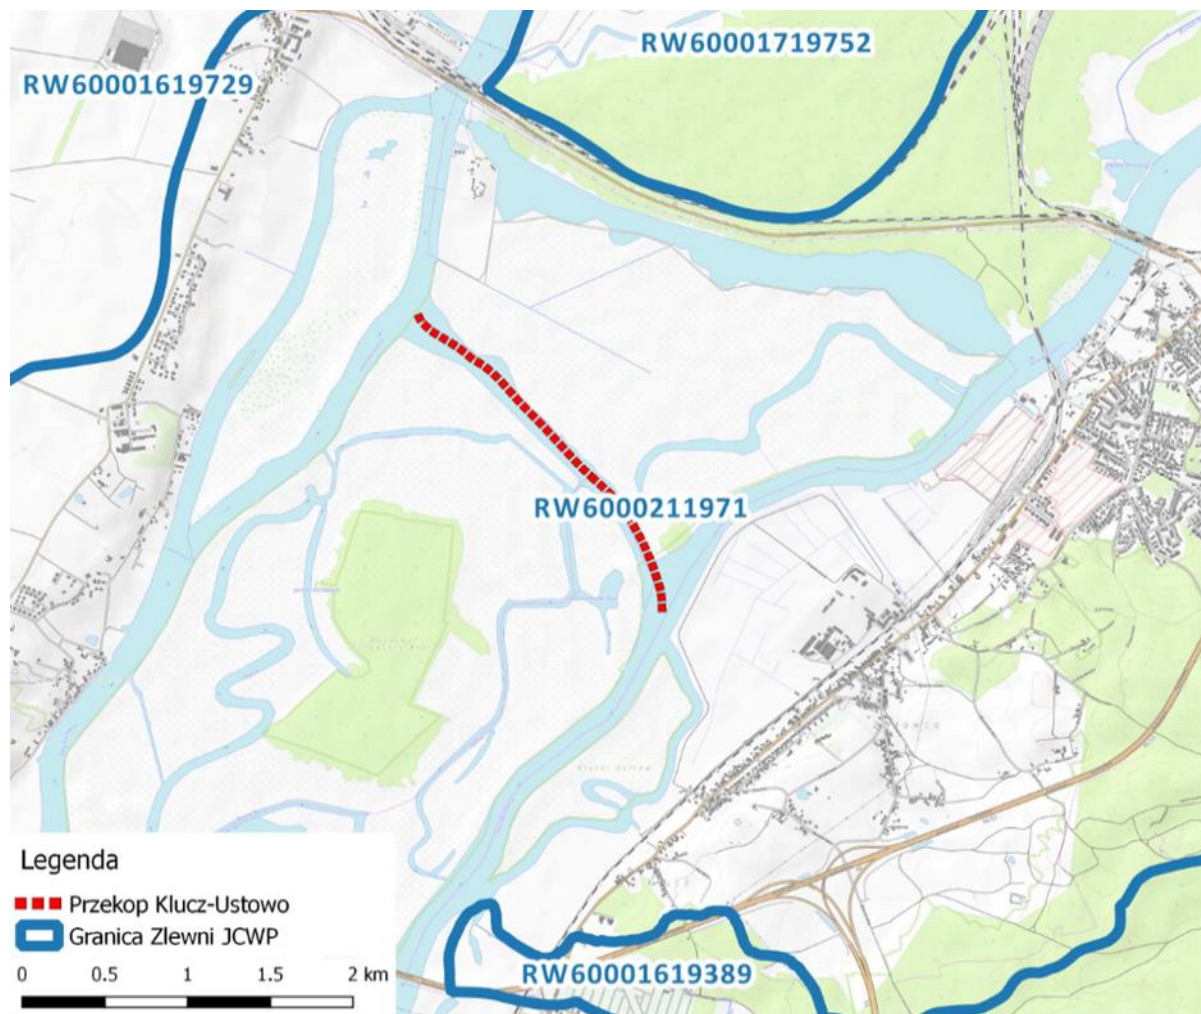 RW60001719752
RW60001619729
RW6000211971
RW60001619389
Legenda
Przekop Klucz-Ustowo
Granica Zlewni JCWP
0 0.5 1 1.5 2 km